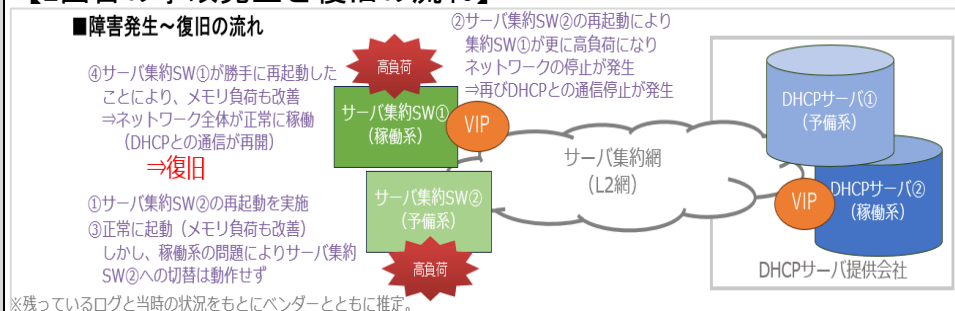 ■障害発生～復旧の流れ
④サーバ集約SW①が勝手に再起動した
ことにより、メモリ負荷も改善
⇒ネットワーク全体が正常に稼働
（DHCPとの通信が再開）
⇒復旧
①サーバ集約SW②の再起動を実施
③正常に起動（メモリ負荷も改善）
しかし、稼働系の問題によりサーバ集約
SW②への切替は動作せず
②サーバ集約SW②の再起動により
集約SW①が更に高負荷になり
ネットワークの停止が発生
⇒再びDHCPとの通信停止が発生
高負荷
サーバ集約SW①
（稼働系）
VIP
サーバ集約SW②
（予備系）
高負荷
サーバ集約網
（L2網）
DHCPサーバ①
（予備系）
VIP
DHCPサーバ②
（稼働系）
DHCPサーバ提供会社
※残っているログと当時の状況をもとにベンダーとともに推定。